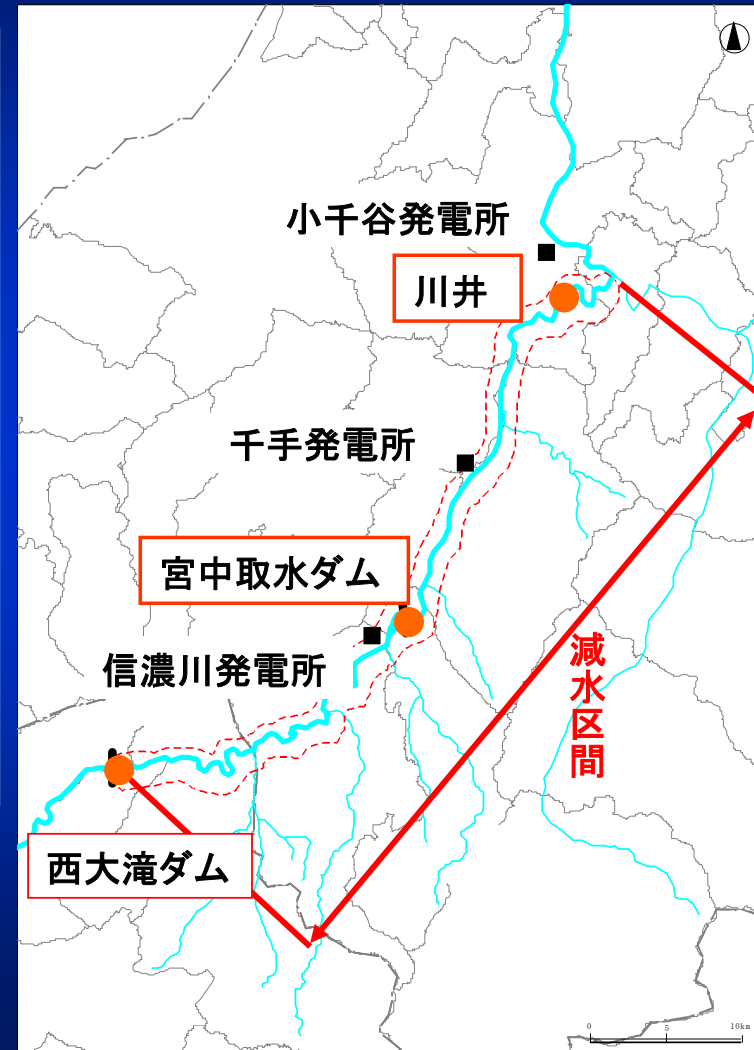 小千谷発電所
川井
千手発電所
宮中取水ダム
信濃川発電所
減水区間
西大滝ダム
0 5 10km